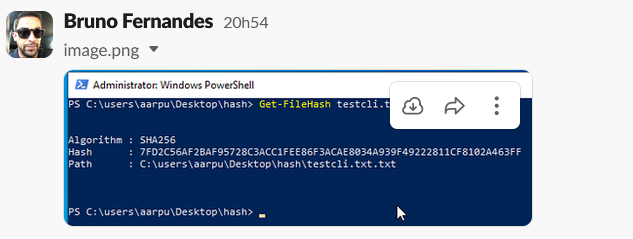 Bruno Fernandes 20h54
image.png
Administrator: Windows PowerShell
PS C:\users\aarpu\Desktop\hash> Get-FileHash testcli.t
Algorithm : SHA256
Hash : 7FD2C56AF2BAF95728C3ACC1FEE86F3ACAE8034A939F49222811CF8102A463FF
Path : C:\users\aarpu\Desktop\hash\testcli.txt.txt
PS C:\users\aarpu\Desktop\hash>